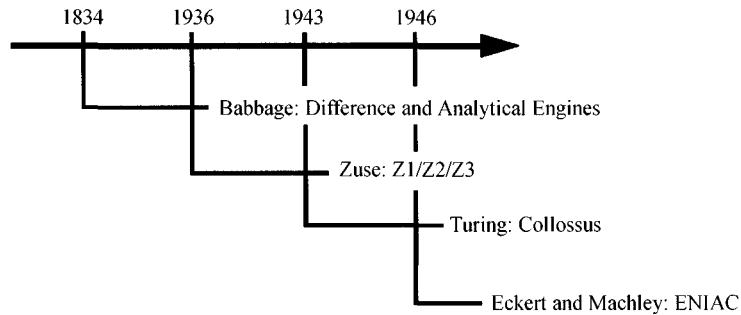 1834 1936 1943 1946
Babbage: Difference and Analytical Engines
Zuse: Z1/Z2/Z3
Turing: Collossus
Eckert and Machley: ENIAC